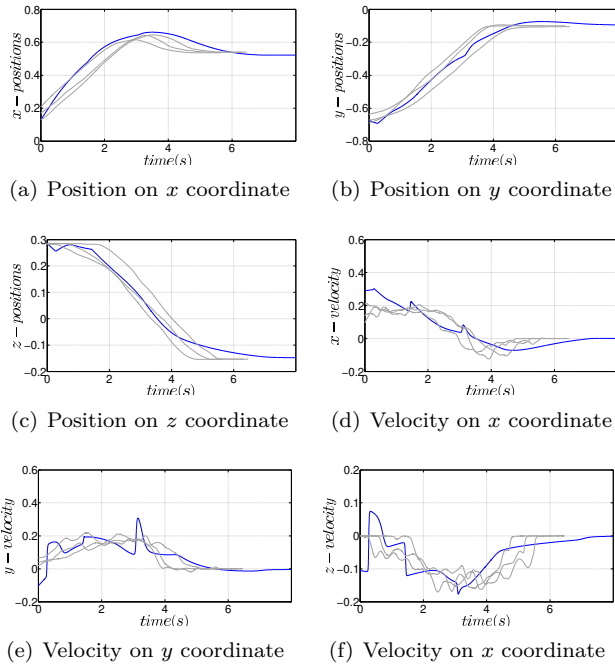 0.8
0.6
0.4
0.2
0
0 2 4 6
x − positions
time(s)
(a) Position on x coordinate
0
−0.2
−0.4
−0.6
−0.8
0 2 4 6
y − positions
time(s)
(b) Position on y coordinate
0.3
0.2
0.1
0
−0.1
−0.2
0 2 4 6
z − positions
time(s)
(c) Position on z coordinate
0.6
0.4
0.2
0
−0.2
0 2 4 6
x − velocity
time(s)
(d) Velocity on x coordinate
0.6
0.4
0.2
0
−0.2
0 2 4 6
y − velocity
time(s)
(e) Velocity on y coordinate
0.2
0.1
0
−0.1
−0.2
0 2 4 6
z − velocity
time(s)
(f) Velocity on x coordinate